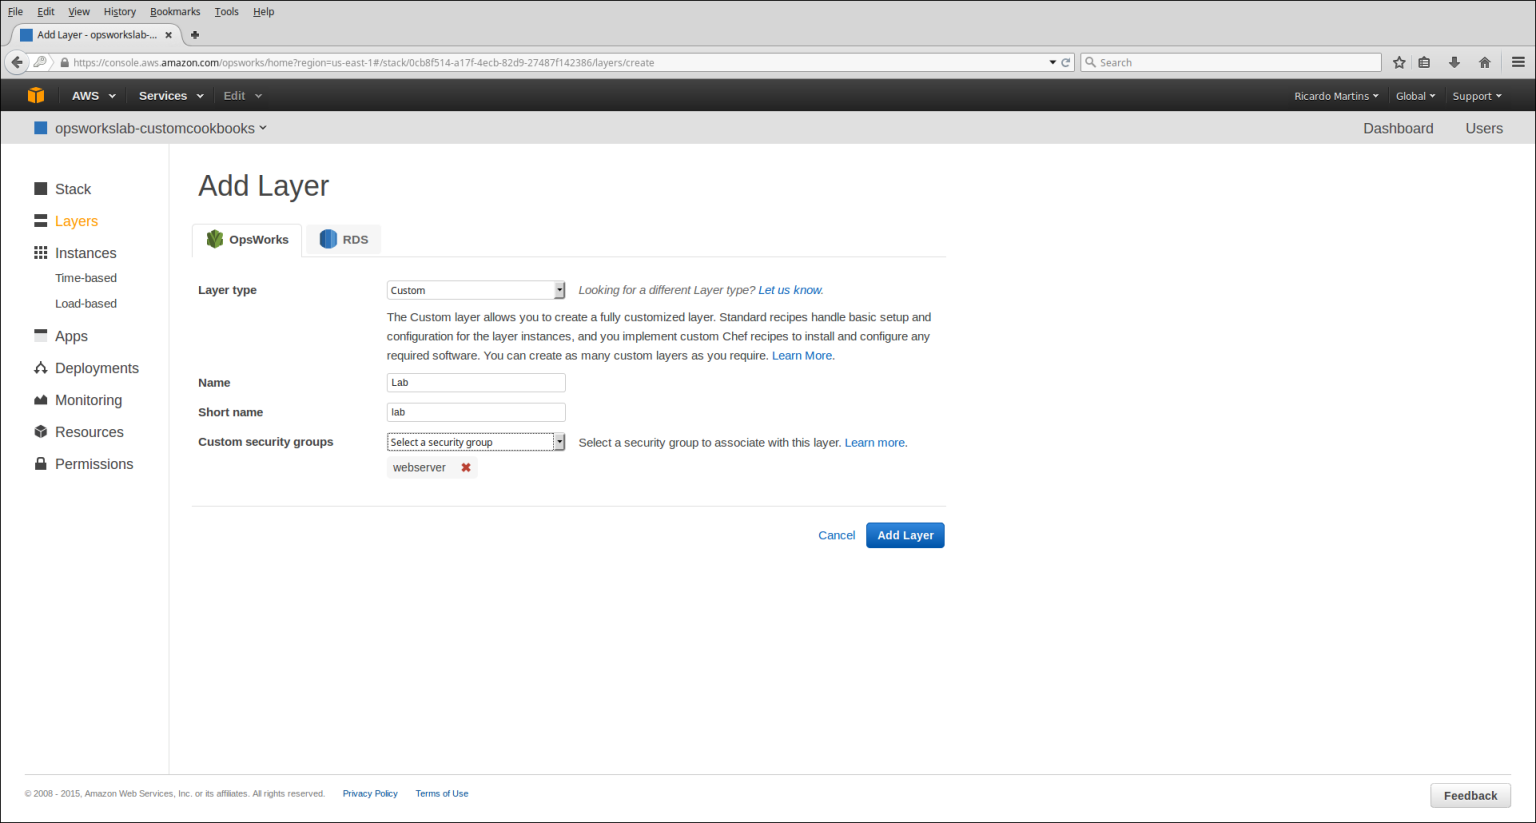 File Edit View History Bookmarks Tools Help
Add Layer - opsworkslab-...
https://console.aws.amazon.com/opsworks/home?region=us-east-1#/stack/0cb8f514-a17f-4ecb-82d9-27487f142386/layers/create
Search
AWS Services Edit Ricardo Martins Global Support
opsworkslab-customcookbooks Dashboard Users
Stack
Layers
Instances
Time-based
Load-based
Apps
Deployments
Monitoring
Resources
Permissions
Add Layer
OpsWorks RDS
Layer type Custom Looking for a different Layer type? Let us know.
The Custom layer allows you to create a fully customized layer. Standard recipes handle basic setup and
configuration for the layer instances, and you implement custom Chef recipes to install and configure any
required software. You can create as many custom layers as you require. Learn More.
Name Lab
Short name lab
Custom security groups Select a security group Select a security group to associate with this layer. Learn more.
webserver
Cancel Add Layer
© 2008 - 2015, Amazon Web Services, Inc. or its affiliates. All rights reserved. Privacy Policy Terms of Use
Feedback